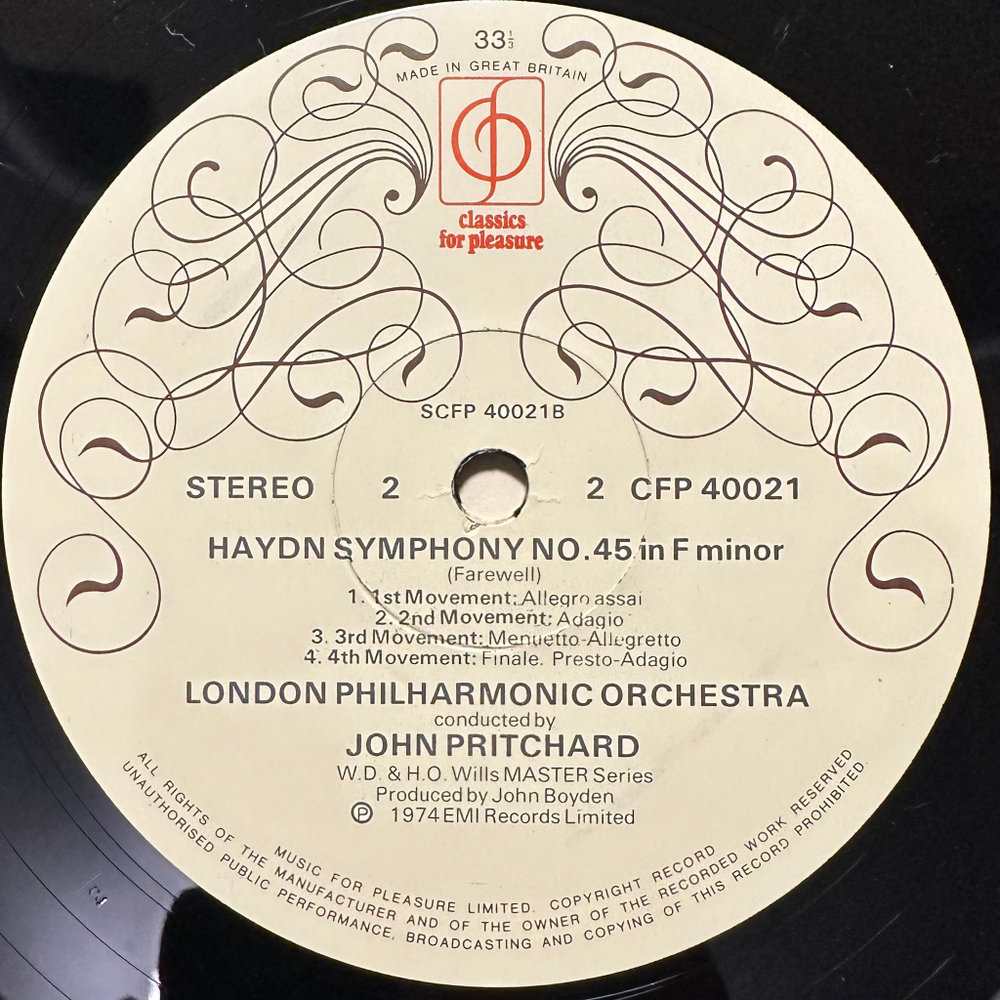 33⅓
MADE IN GREAT BRITAIN
classics
for pleasure
SCFP 40021B
STEREO 2 2 CFP 40021
HAYDN SYMPHONY NO.45 in F minor
(Farewell)
1. 1st Movement: Allegro assai
2. 2nd Movement: Adagio
3. 3rd Movement: Menuetto-Allegretto
4. 4th Movement: Finale. Presto-Adagio
LONDON PHILHARMONIC ORCHESTRA
conducted by
JOHN PRITCHARD
W.D. & H.O. Wills MASTER Series
Produced by John Boyden
℗ 1974 EMI Records Limited
MUSIC FOR PLEASURE LIMITED. COPYRIGHT RECORD
ALL RIGHTS OF THE MANUFACTURER AND OF THE OWNER OF THE RECORDED WORK RESERVED
UNAUTHORISED PUBLIC PERFORMANCE, BROADCASTING AND COPYING OF THIS RECORD PROHIBITED.